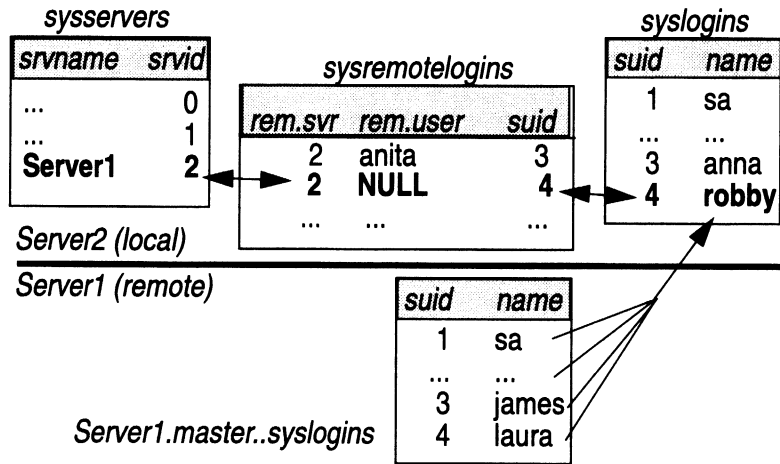 sysservers
srvname srvid
... 0
... 1
Server1 2
sysremotelogins
rem.svr rem.user suid
2 anita 3
2 NULL 4
... ... ...
syslogins
suid name
1 sa
... ...
3 anna
4 robby
Server2 (local)
Server1 (remote)
suid name
1 sa
... ...
3 james
4 laura
Server1.master..syslogins